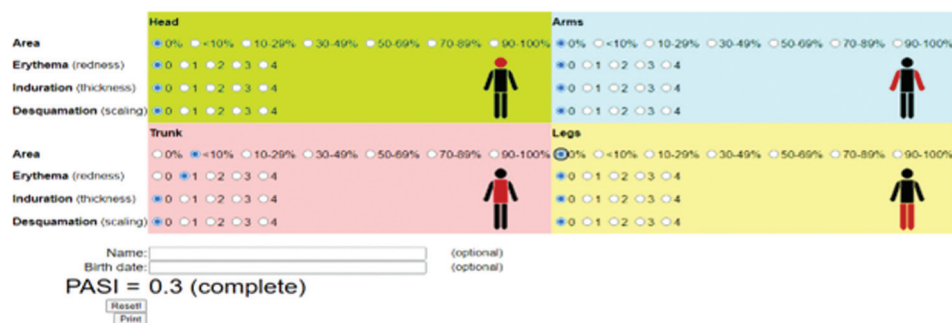 Head Arms
Area 0% <10% 10-29% 30-49% 50-69% 70-89% 90-100% 0% <10% 10-29% 30-49% 50-69% 70-89% 90-100%
Erythema (redness) 0 1 2 3 4 0 1 2 3 4
Induration (thickness) 0 1 2 3 4 0 1 2 3 4
Desquamation (scaling) 0 1 2 3 4 0 1 2 3 4
Trunk Legs
Area 0% <10% 10-29% 30-49% 50-69% 70-89% 90-100% 0% <10% 10-29% 30-49% 50-69% 70-89% 90-100%
Erythema (redness) 0 1 2 3 4 0 1 2 3 4
Induration (thickness) 0 1 2 3 4 0 1 2 3 4
Desquamation (scaling) 0 1 2 3 4 0 1 2 3 4
Name: (optional)
Birth date: (optional)
PASI = 0.3 (complete)
Reset!
Print